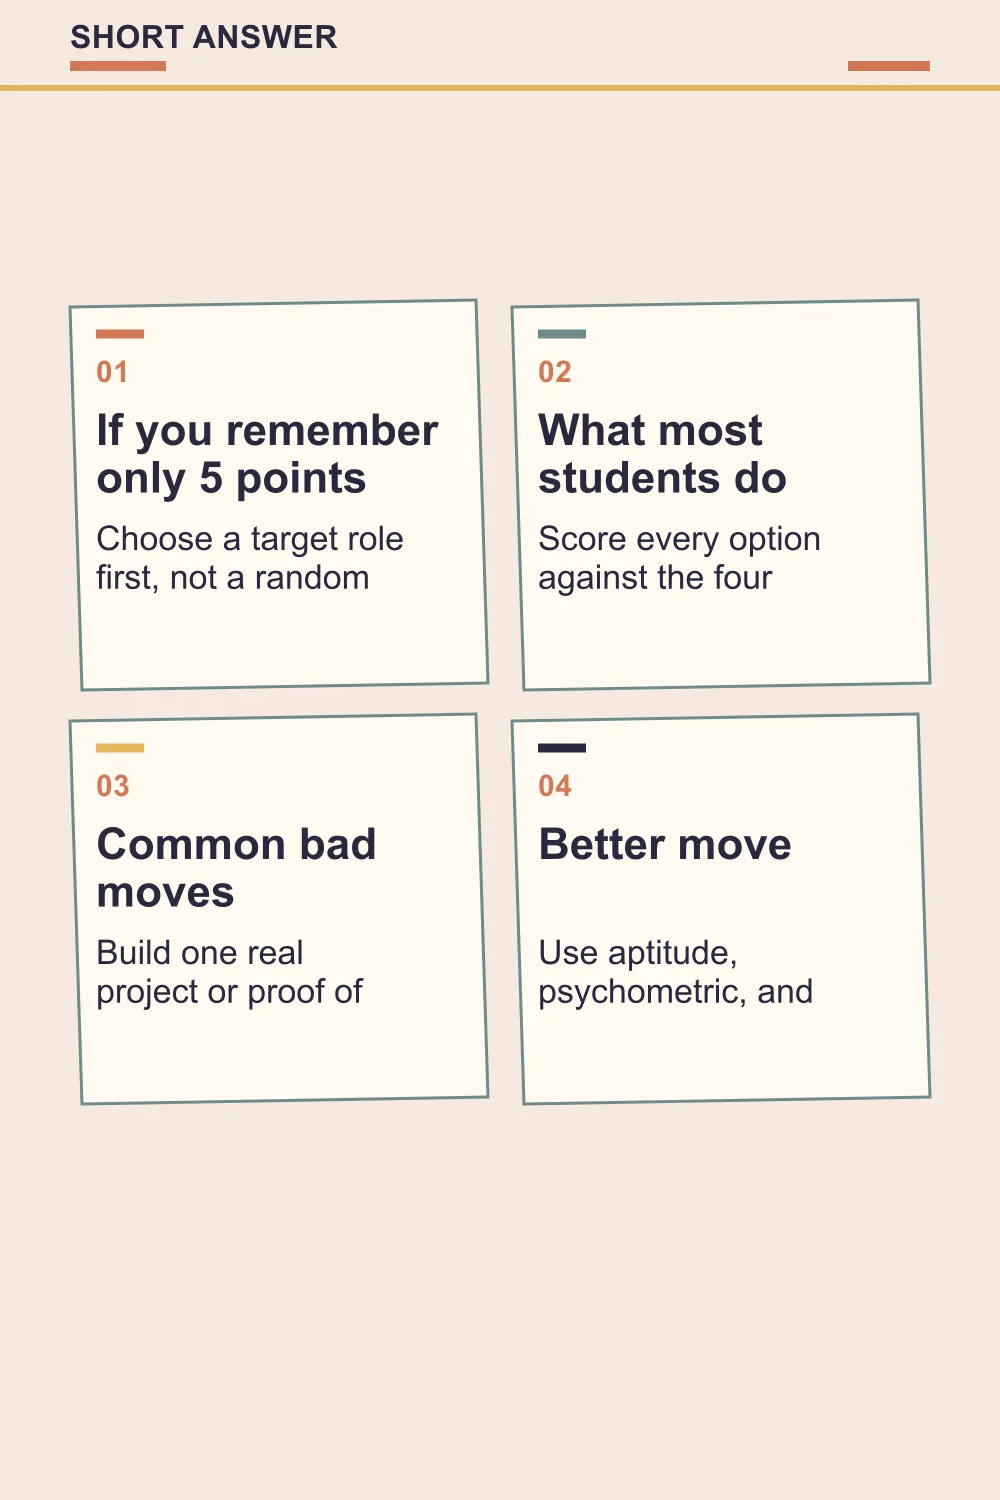 SHORT ANSWER
01
If you remember
only 5 points
Choose a target role
first, not a random
02
What most
students do
Score every option
against the four
03
Common bad
moves
Build one real
project or proof of
04
Better move
Use aptitude,
psychometric, and